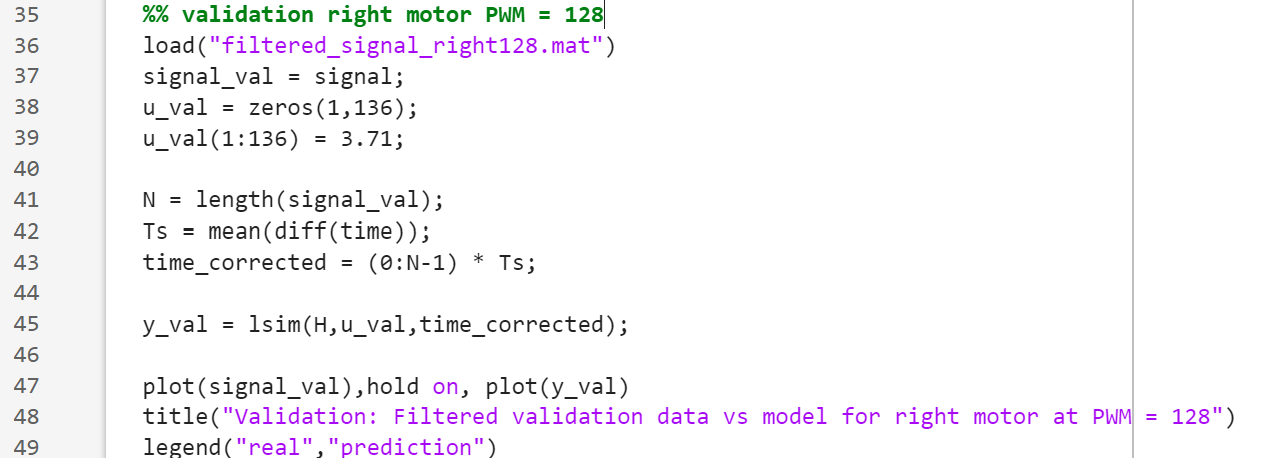 35 %% validation right motor PWM = 128
36 load("filtered_signal_right128.mat")
37 signal_val = signal;
38 u_val = zeros(1,136);
39 u_val(1:136) = 3.71;
40
41 N = length(signal_val);
42 Ts = mean(diff(time));
43 time_corrected = (0:N-1) * Ts;
44
45 y_val = lsim(H,u_val,time_corrected);
46
47 plot(signal_val),hold on, plot(y_val)
48 title("Validation: Filtered validation data vs model for right motor at PWM = 128")
49 legend("real","prediction")